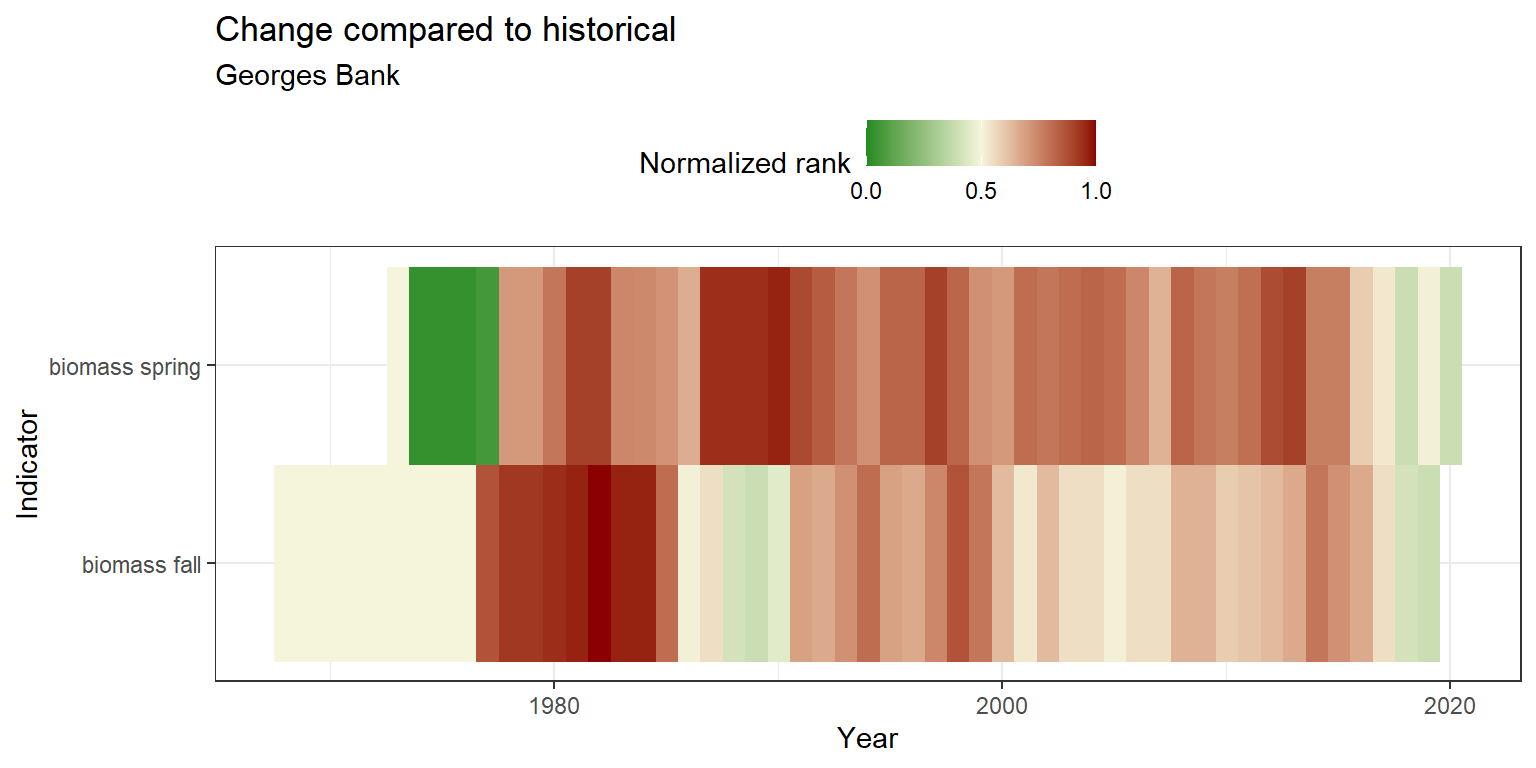 Change compared to historical
Georges Bank
Normalized rank
0.0 0.5 1.0
Indicator
biomass spring
biomass fall
1980 2000 2020
Year